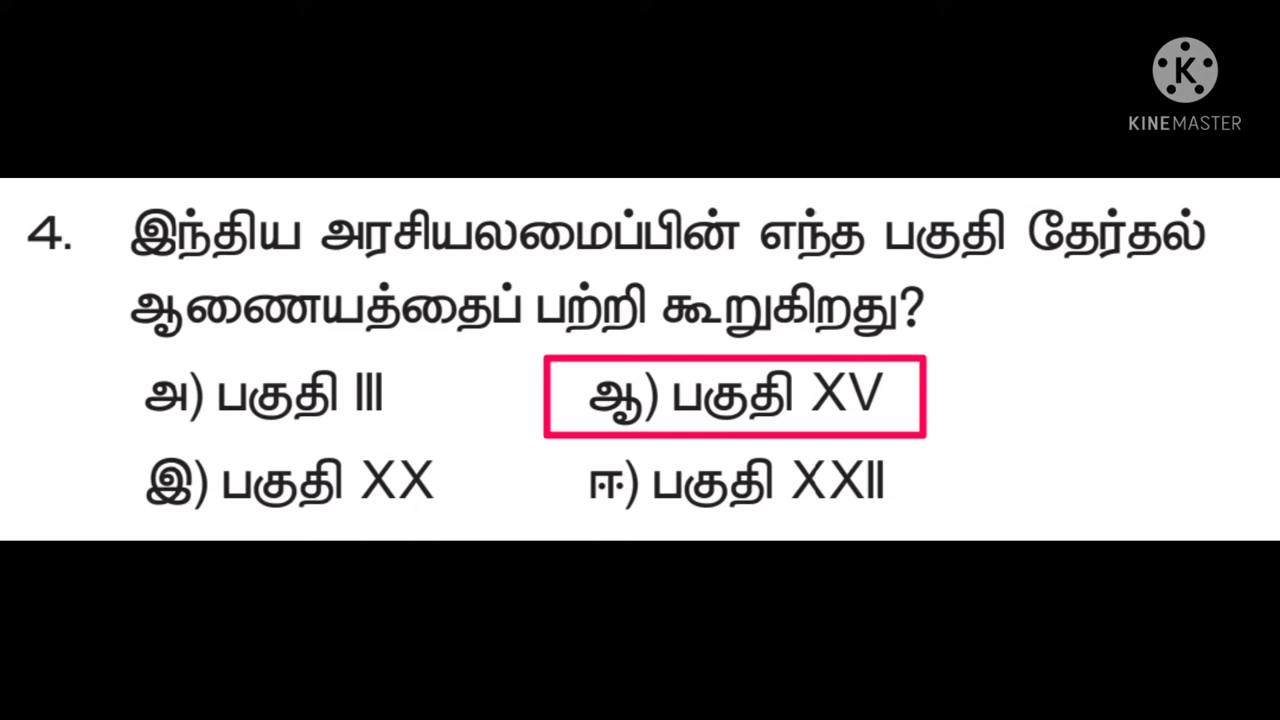 KINEMASTER
4. இந்திய அரசியலமைப்பின் எந்த பகுதி தேர்தல்
ஆணையத்தைப் பற்றி கூறுகிறது?
அ) பகுதி III ஆ) பகுதி XV
இ) பகுதி XX ஈ) பகுதி XXII